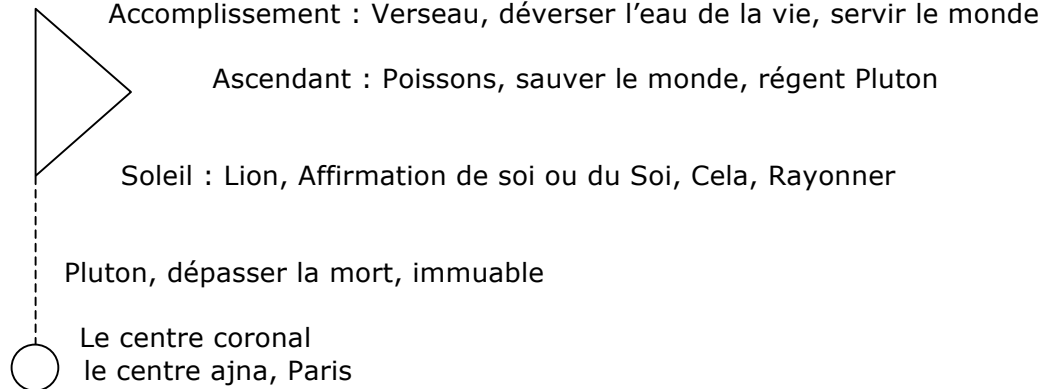 Accomplissement : Verseau, déverser l’eau de la vie, servir le monde
Ascendant : Poissons, sauver le monde, régent Pluton
Soleil : Lion, Affirmation de soi ou du Soi, Cela, Rayonner
Pluton, dépasser la mort, immuable
Le centre coronal
le centre ajna, Paris